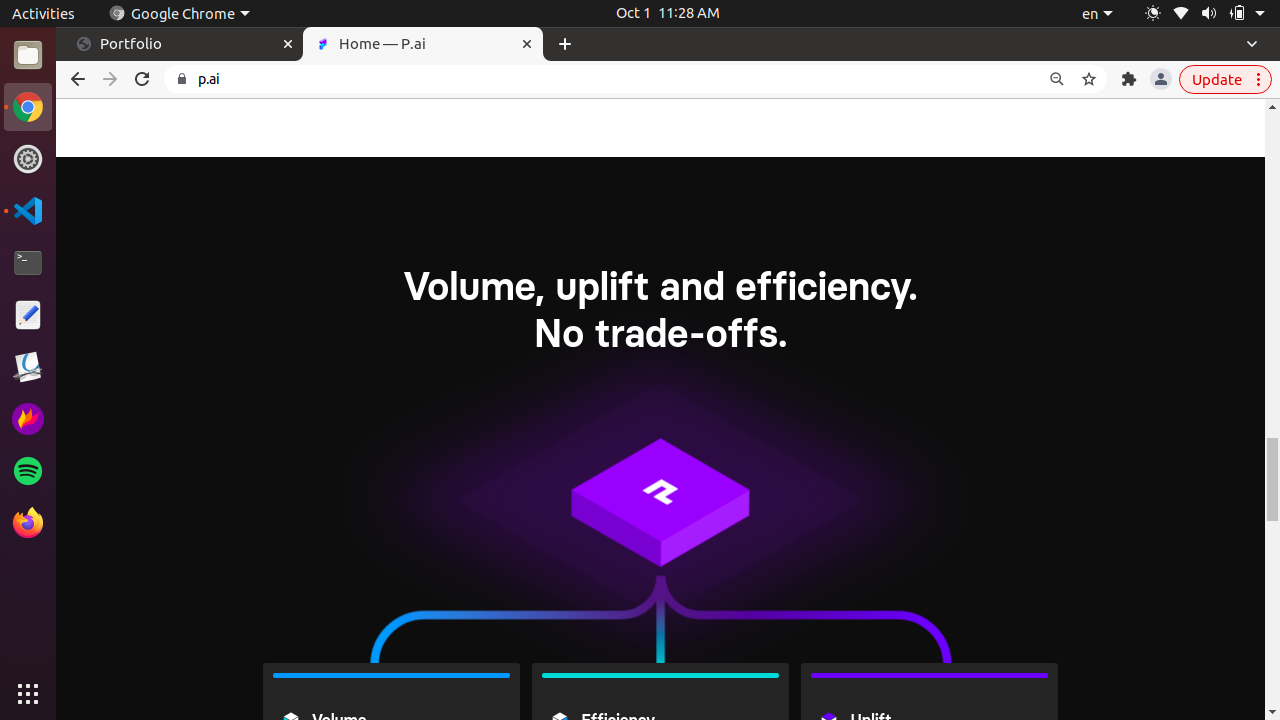 Activities
Google Chrome
Oct 1 11:28 AM
en
Portfolio
Home — P.ai
p.ai
Update
Volume, uplift and efficiency.
No trade-offs.
Volume
Efficiency
Uplift